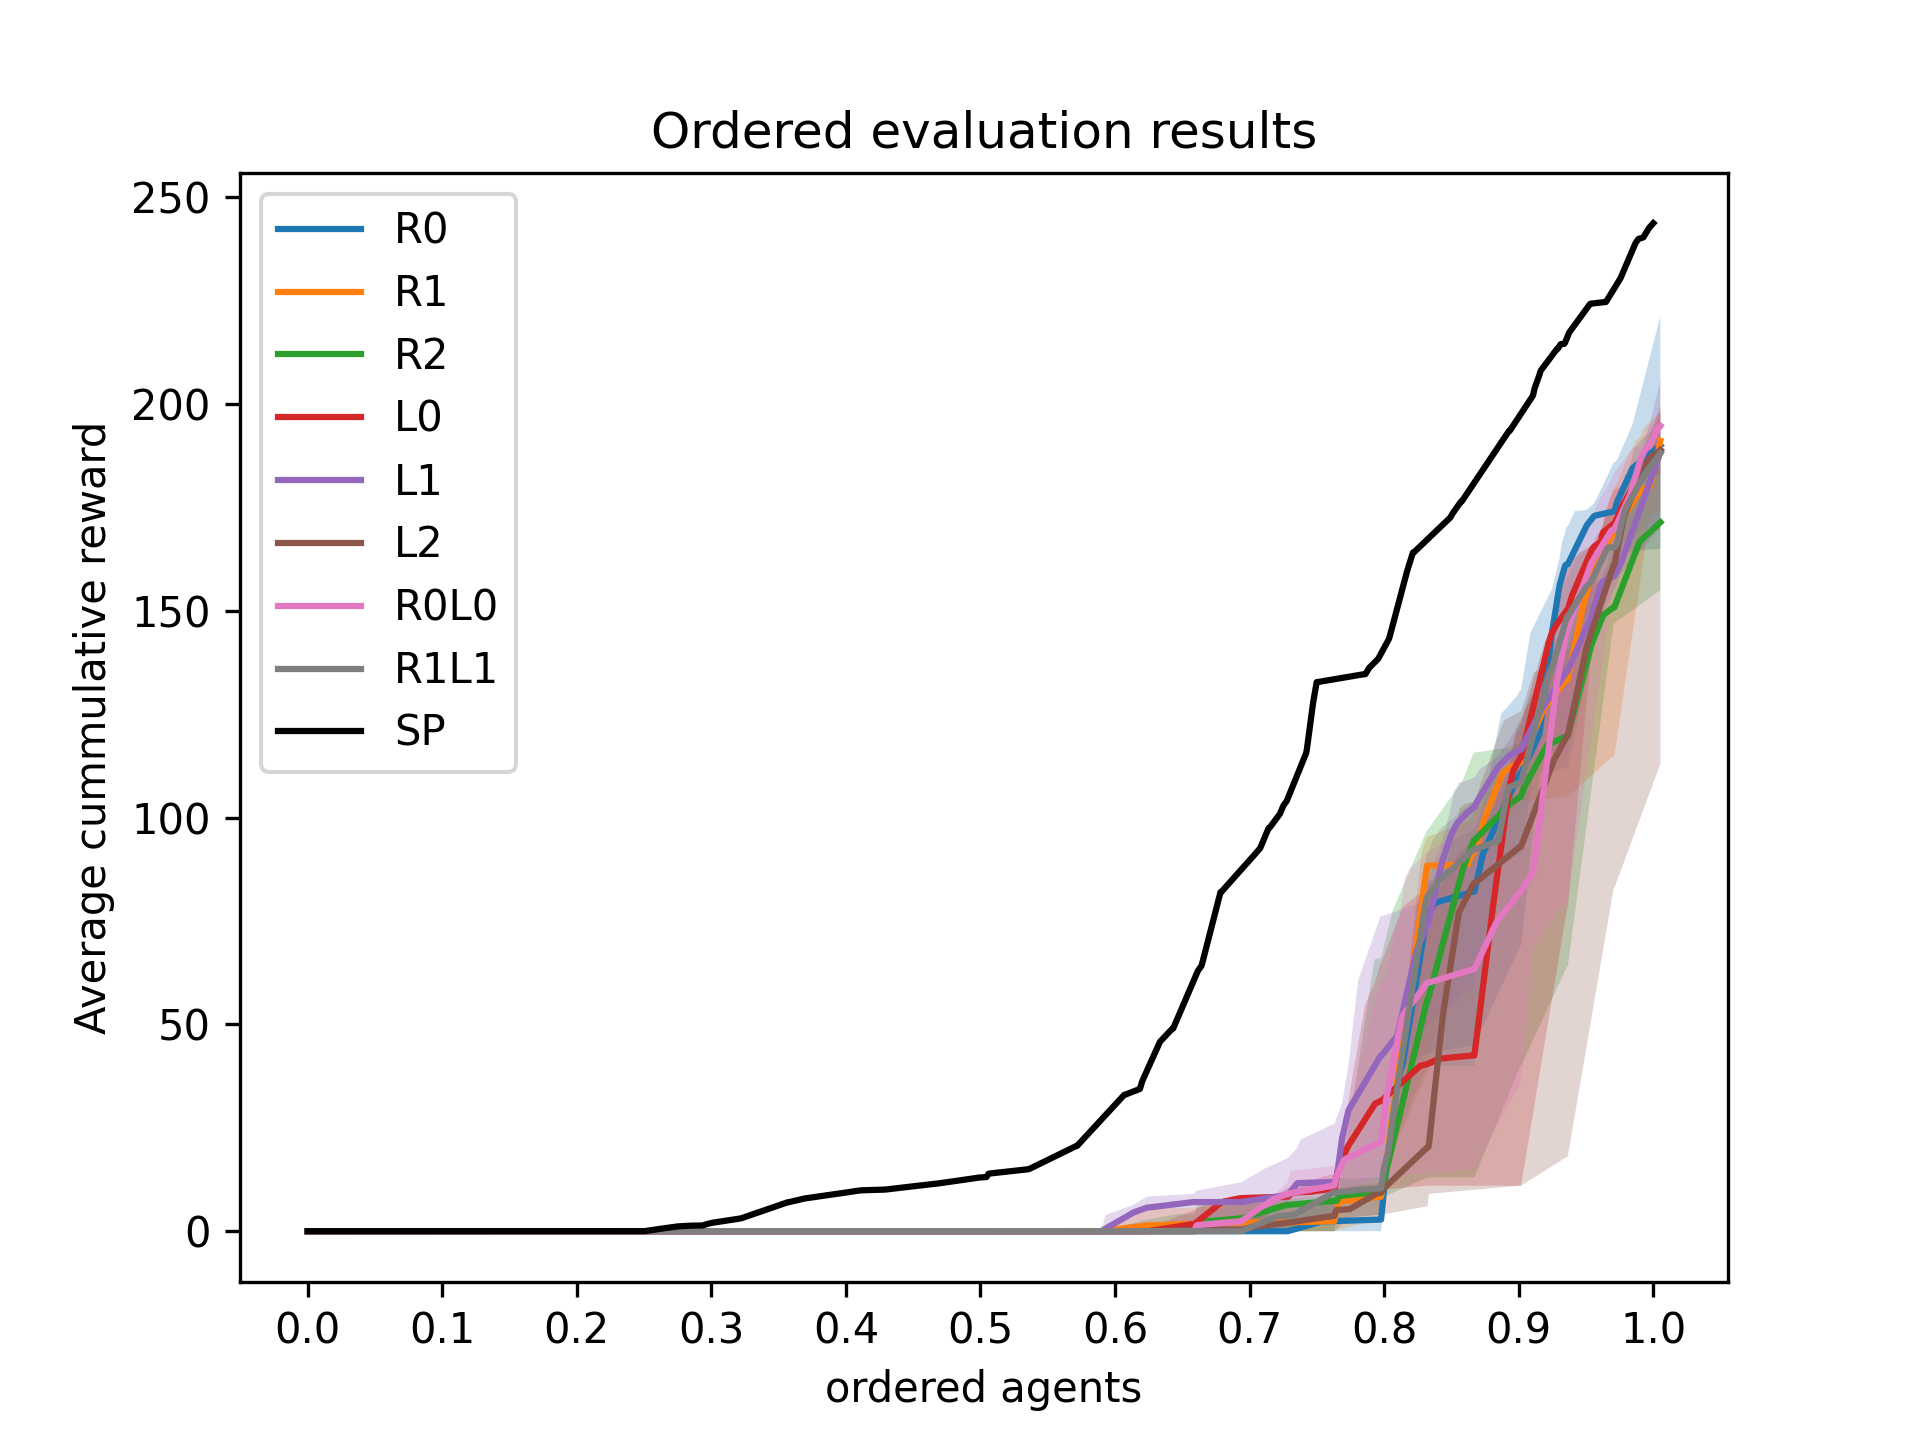 Ordered evaluation results
250
200
150
100
50
0
Average cummulative reward
R0
R1
R2
L0
L1
L2
R0L0
R1L1
SP
0.0 0.1 0.2 0.3 0.4 0.5 0.6 0.7 0.8 0.9 1.0
ordered agents